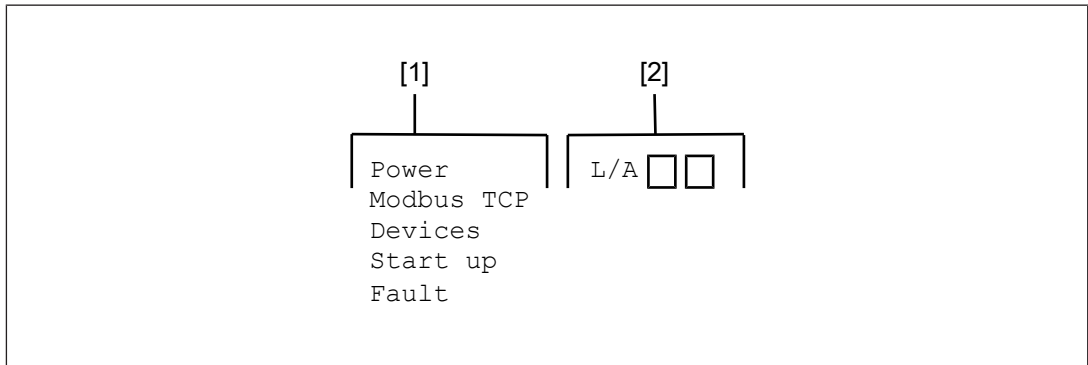 [1] [2]
Power L/A
Modbus TCP
Devices
Start up
Fault